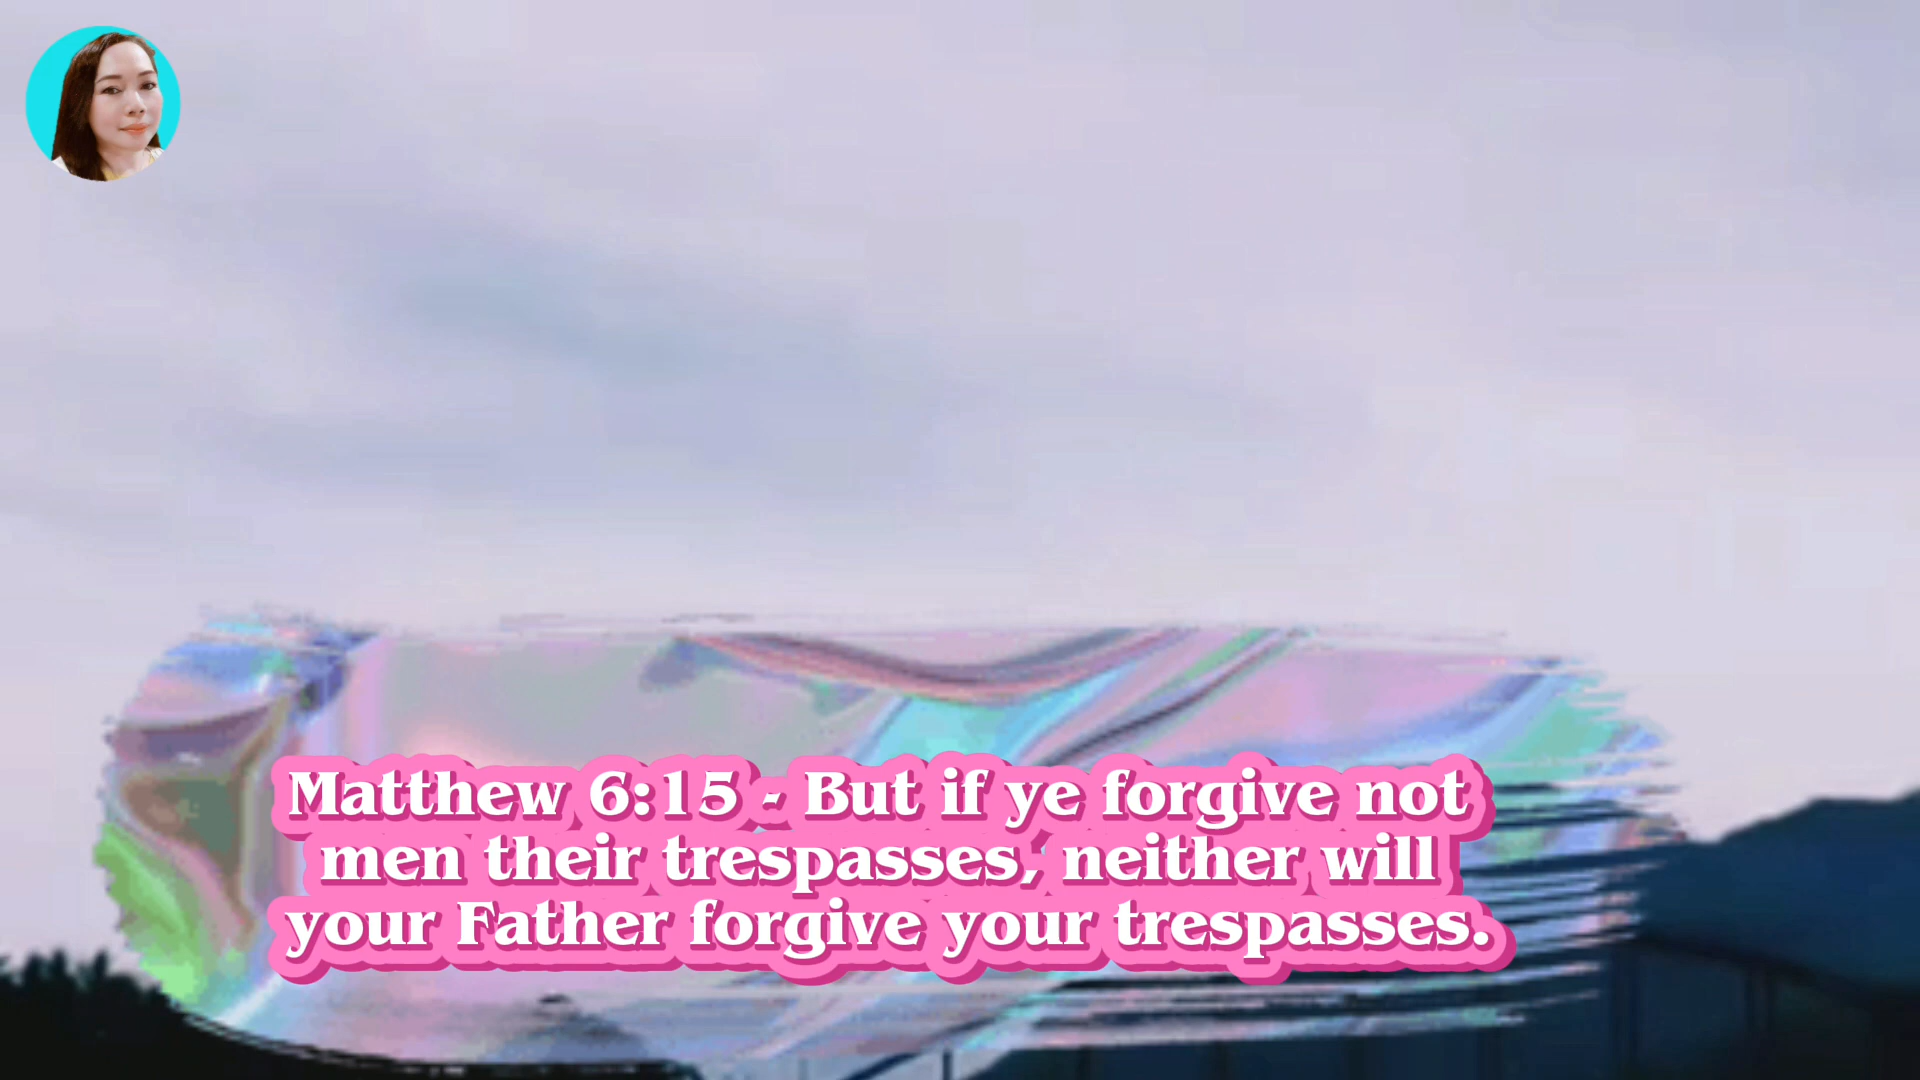 Matthew 6:15 - But if ye forgive not
men their trespasses, neither will
your Father forgive your trespasses.